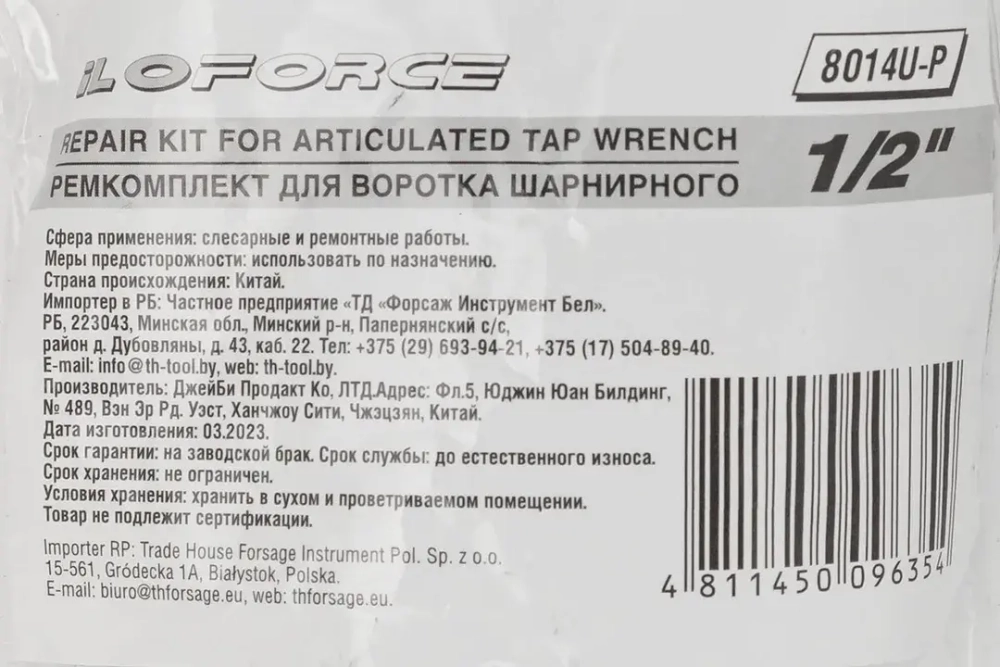 iLOFORCE
8014U-P
REPAIR KIT FOR ARTICULATED TAP WRENCH
1/2"
РЕМКОМПЛЕКТ ДЛЯ ВОРОТКА ШАРНИРНОГО
Сфера применения: слесарные и ремонтные работы.
Меры предосторожности: использовать по назначению.
Страна происхождения: Китай.
Импортер в РБ: Частное предприятие «ТД «Форсаж Инструмент Бел».
РБ, 223043, Минская обл., Минский р-н, Папернянский с/с,
район д. Дубовляны, д. 43, каб. 22. Тел: +375 (29) 693-94-21, +375 (17) 504-89-40.
E-mail: info@th-tool.by, web: th-tool.by.
Производитель: ДжейБи Продакт Ко, ЛТД.Адрес: Фл.5, Юджин Юан Билдинг,
№ 489, Вэн Эр Рд. Уэст, Ханчжоу Сити, Чжэцзян, Китай.
Дата изготовления: 03.2023.
Срок гарантии: на заводской брак. Срок службы: до естественного износа.
Срок хранения: не ограничен.
Условия хранения: хранить в сухом и проветриваемом помещении.
Товар не подлежит сертификации.
Importer RP: Trade House Forsage Instrument Pol. Sp. z o.o.
15-561, Gródecka 1A, Białystok, Polska.
E-mail: biuro@thforsage.eu, web: thforsage.eu.
4 811450 096354